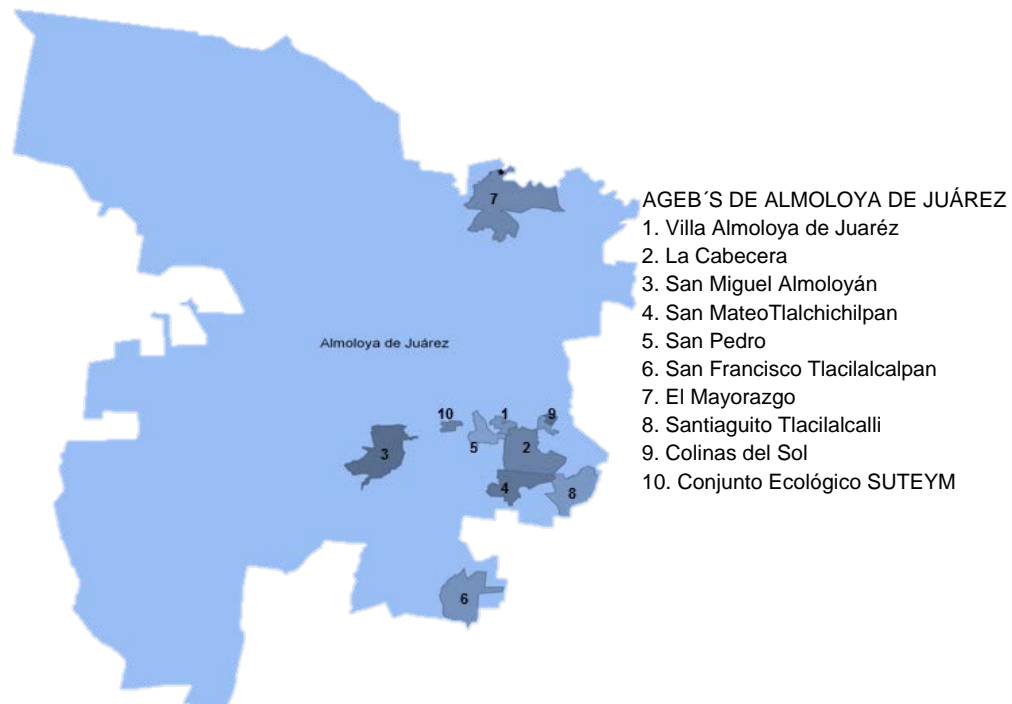 7
AGEB´S DE ALMOLOYA DE JUÁREZ
1. Villa Almoloya de Juaréz
2. La Cabecera
3. San Miguel Almoloyán
4. San MateoTlalchichilpan
5. San Pedro
6. San Francisco Tlacilalcalpan
7. El Mayorazgo
8. Santiaguito Tlacilalcalli
9. Colinas del Sol
10. Conjunto Ecológico SUTEYM
Almoloya de Juárez
10 1 9
3 5 2
4 8
6